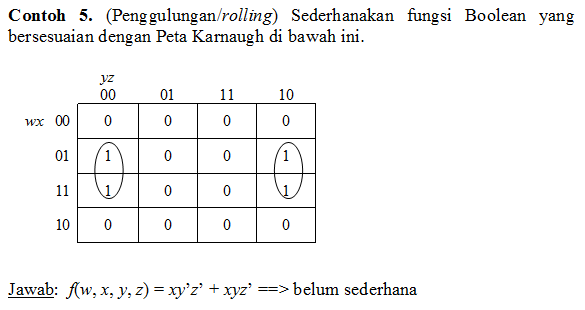 Contoh 5. (Penggulungan/rolling) Sederhanakan fungsi Boolean yang
bersesuaian dengan Peta Karnaugh di bawah ini.
yz
00 01 11 10
wx 00 0 0 0 0
01 1 0 0 1
11 1 0 0 1
10 0 0 0 0
Jawab: f(w, x, y, z) = xy’z’ + xyz’ ==> belum sederhana